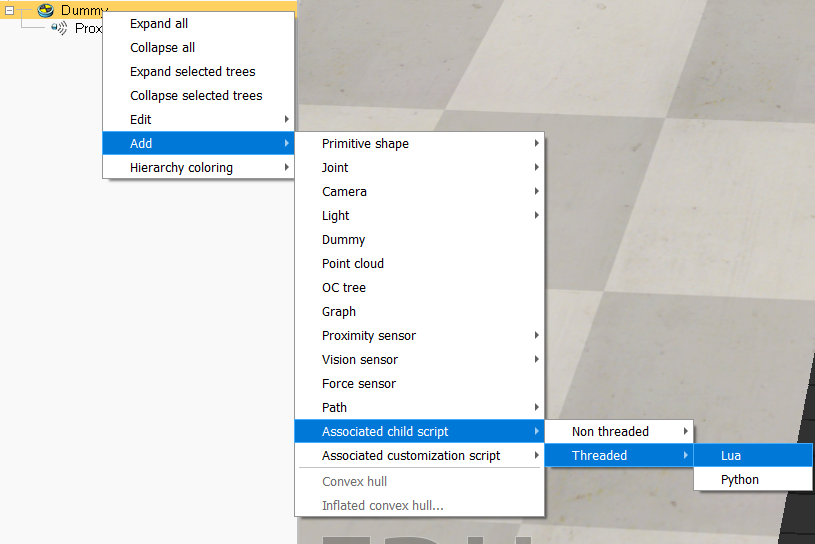 Dummy
Prox
Expand all
Collapse all
Expand selected trees
Collapse selected trees
Edit
Add
Hierarchy coloring
Primitive shape
Joint
Camera
Light
Dummy
Point cloud
OC tree
Graph
Proximity sensor
Vision sensor
Force sensor
Path
Associated child script
Associated customization script
Convex hull
Inflated convex hull...
Non threaded
Threaded
Lua
Python